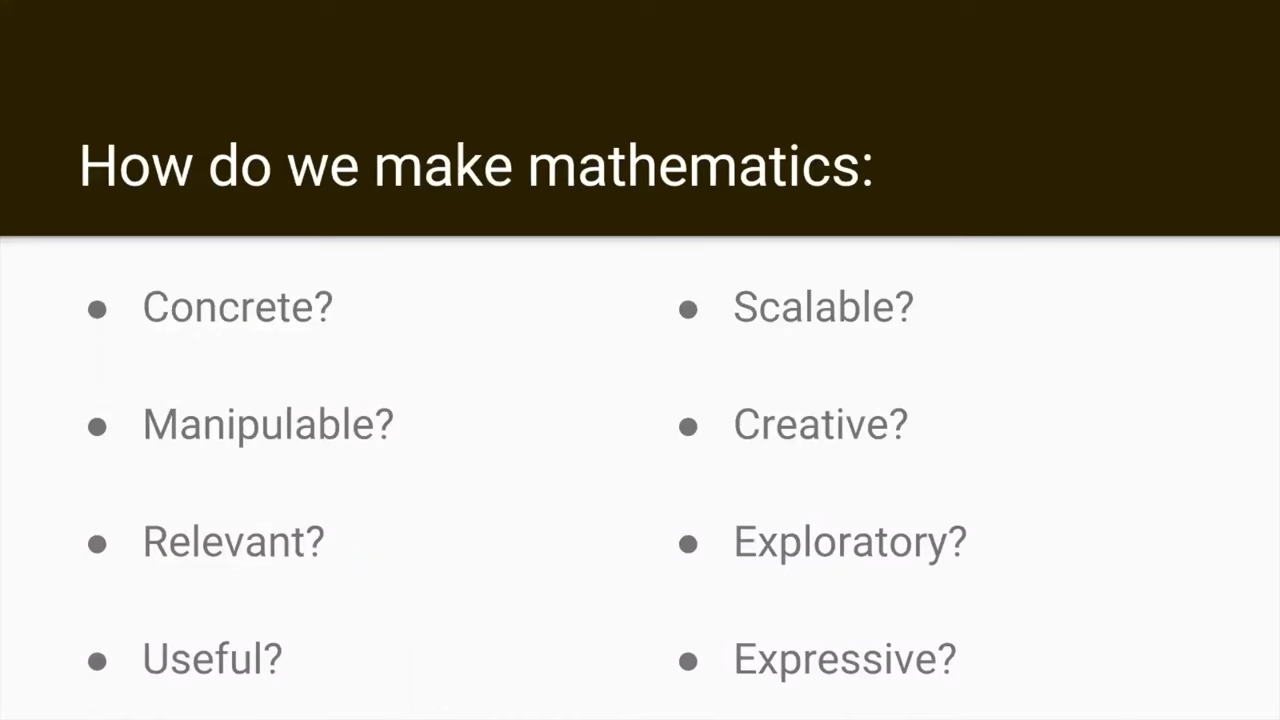 How do we make mathematics:
● Concrete?
● Manipulable?
● Relevant?
● Useful?
● Scalable?
● Creative?
● Exploratory?
● Expressive?